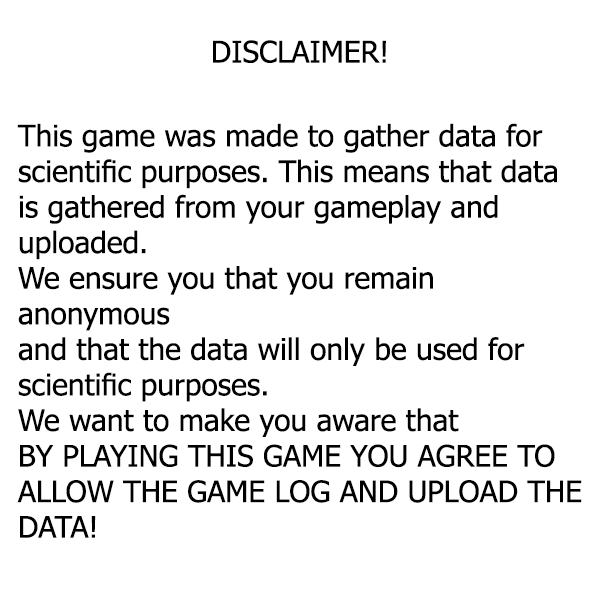 DISCLAIMER!
This game was made to gather data for
scientific purposes. This means that data
is gathered from your gameplay and
uploaded.
We ensure you that you remain
anonymous
and that the data will only be used for
scientific purposes.
We want to make you aware that
BY PLAYING THIS GAME YOU AGREE TO
ALLOW THE GAME LOG AND UPLOAD THE
DATA!